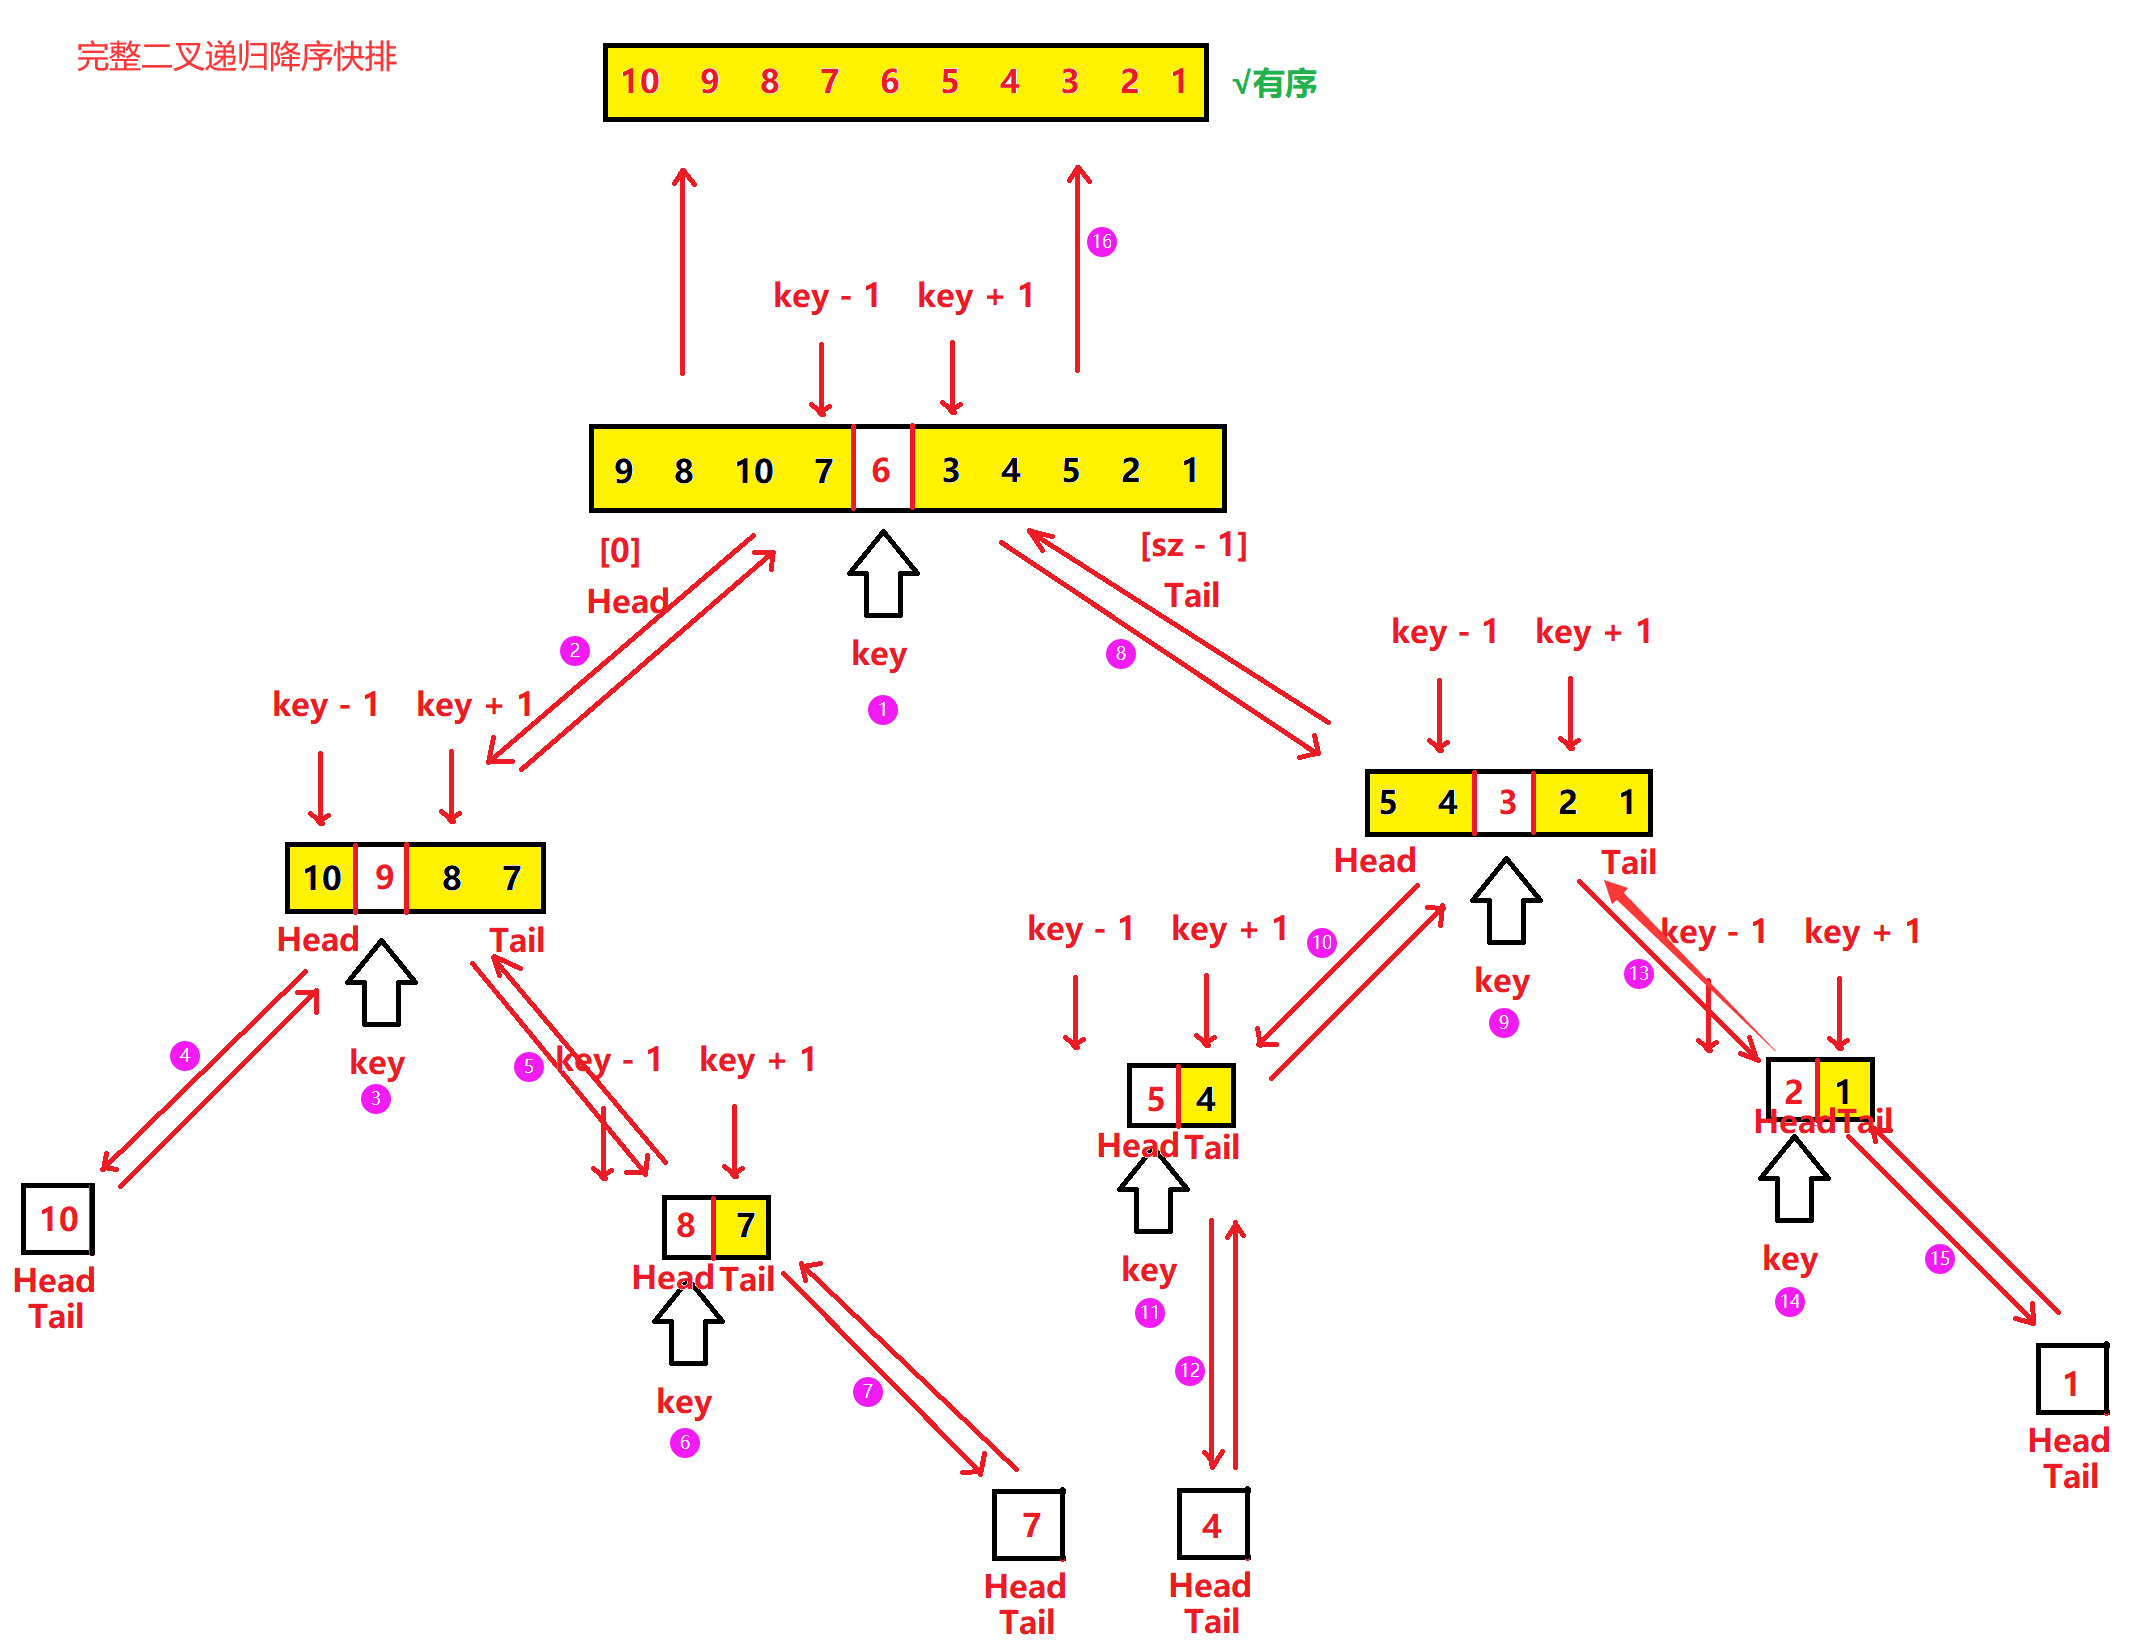 完整二叉递归降序快排
10 9 8 7 6 5 4 3 2 1
√有序
16
key - 1 key + 1
9 8 10 7 6 3 4 5 2 1
[0]
Head
[sz - 1]
Tail
key
1
2
8
key - 1 key + 1
10 9 8 7
Head Tail
key
3
4
5
10
Head
Tail
key - 1 key + 1
8 7
Head Tail
key
6
7
7
Head
Tail
key - 1 key + 1
5 4 3 2 1
Head Tail
key
9
10
13
key - 1 key + 1
5 4
Head Tail
key
11
12
4
Head
Tail
key - 1 key + 1
2 1
Head Tail
key
14
15
1
Head
Tail